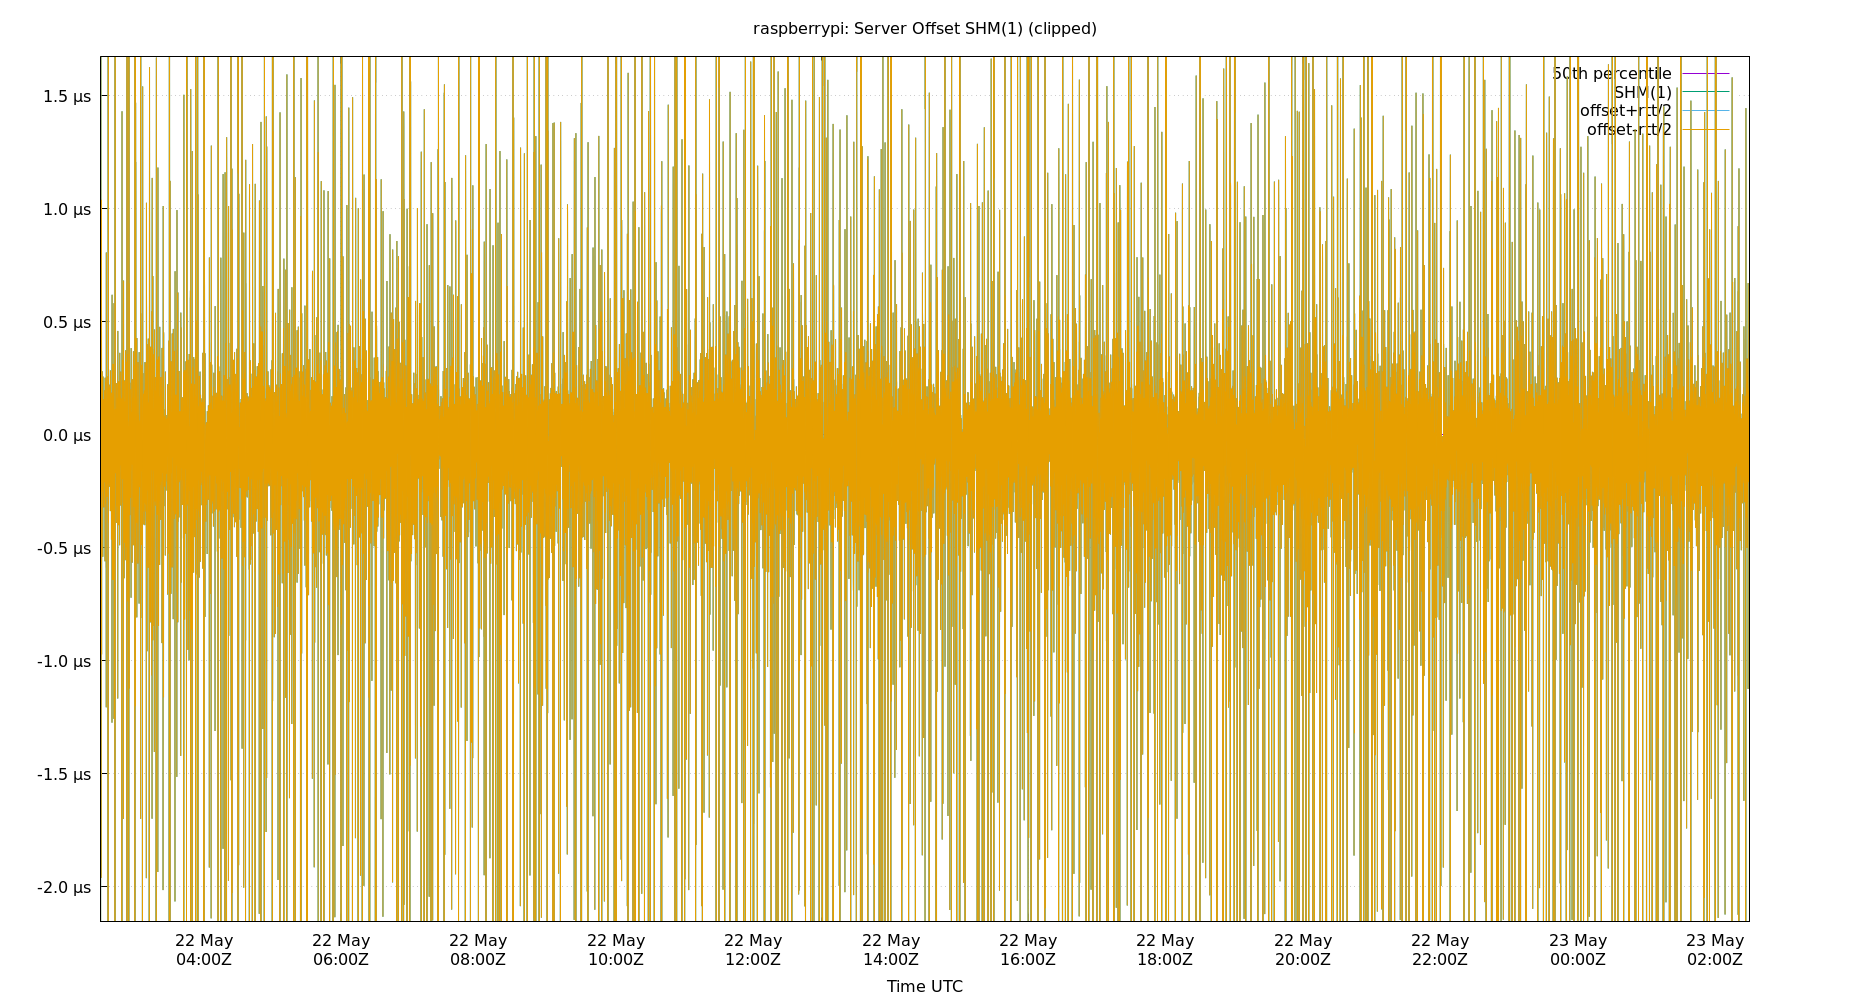 raspberrypi: Server Offset SHM(1) (clipped)
50th percentile
SHM(1)
offset+rtt/2
offset-rtt/2
1.5 µs
1.0 µs
0.5 µs
0.0 µs
-0.5 µs
-1.0 µs
-1.5 µs
-2.0 µs
22 May 22 May 22 May 22 May 22 May 22 May 22 May 22 May 22 May 22 May 23 May 23 May
04:00Z 06:00Z 08:00Z 10:00Z 12:00Z 14:00Z 16:00Z 18:00Z 20:00Z 22:00Z 00:00Z 02:00Z
Time UTC